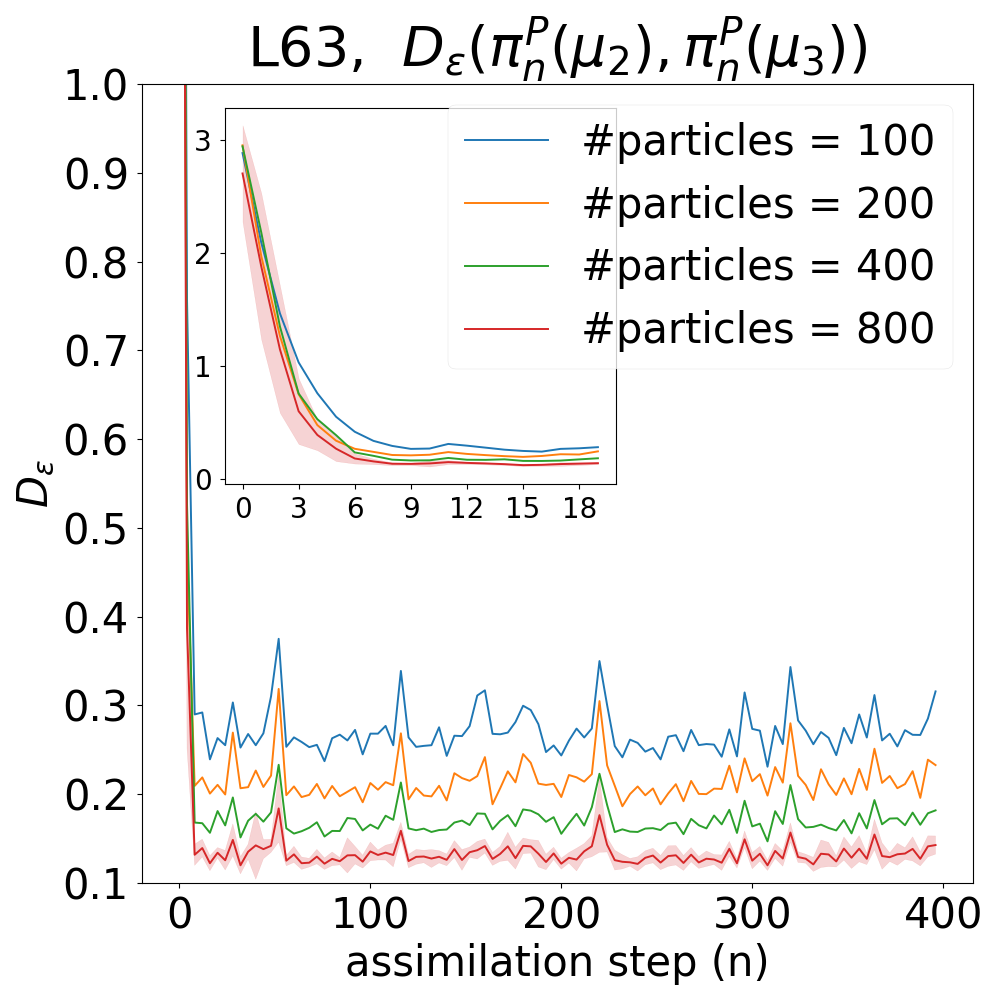 L63, D_ε(π_n^P(μ_2), π_n^P(μ_3))
1.0
0.9
0.8
0.7
0.6
0.5
0.4
0.3
0.2
0.1
D_ε
3
2
1
0
0 3 6 9 12 15 18
#particles = 100
#particles = 200
#particles = 400
#particles = 800
0 100 200 300 400
assimilation step (n)